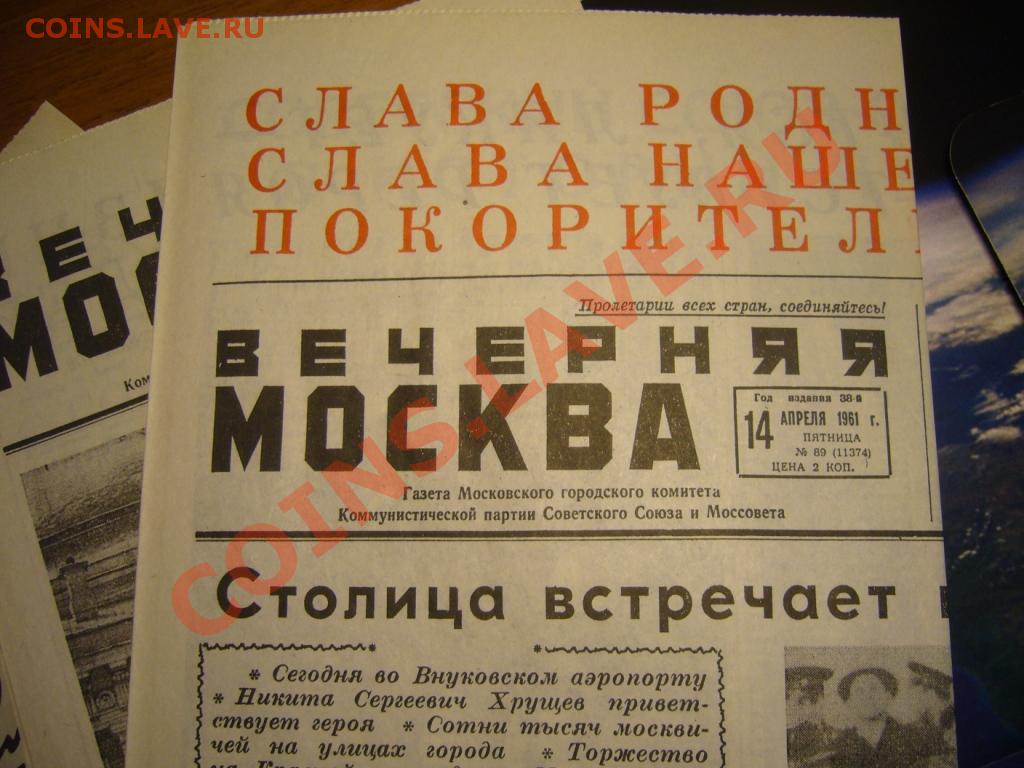 COINS.LAVE.RU
СЛАВА РОДН
СЛАВА НАШЕ
ПОКОРИТЕЛ
Пролетарии всех стран, соединяйтесь!
ВЕЧЕРНЯЯ
МОСКВА
Год издания 38-й
14 АПРЕЛЯ 1961 г.
ПЯТНИЦА
№ 89 (11374)
ЦЕНА 2 КОП.
Газета Московского городского комитета
Коммунистической партии Советского Союза и Моссовета
Столица встречает
* Сегодня во Внуковском аэропорту
* Никита Сергеевич Хрущев привет-
ствует героя * Сотни тысяч москви-
чей на улицах города * Торжество
ВЕЧ
МОС
Ком
COINS.LAVE.RU